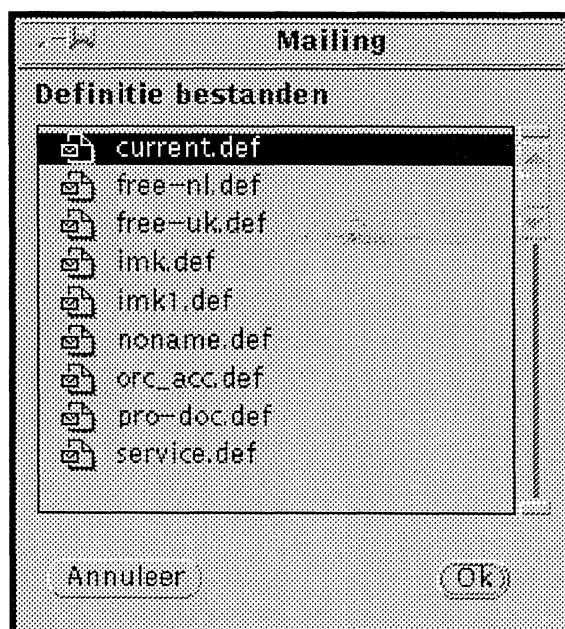 Mailing
Definitie bestanden
current.def
free-nl.def
free-uk.def
imk.def
imk1.def
noname.def
orc_acc.def
pro-doc.def
service.def
Annuleer Ok